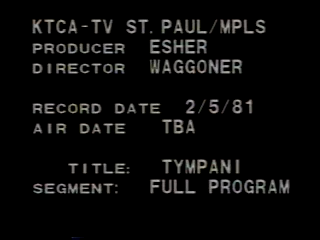 KTCA-TV ST. PAUL/MPLS
PRODUCER ESHER
DIRECTOR WAGGONER
RECORD DATE 2/5/81
AIR DATE TBA
TITLE: TYMPANI
SEGMENT: FULL PROGRAM